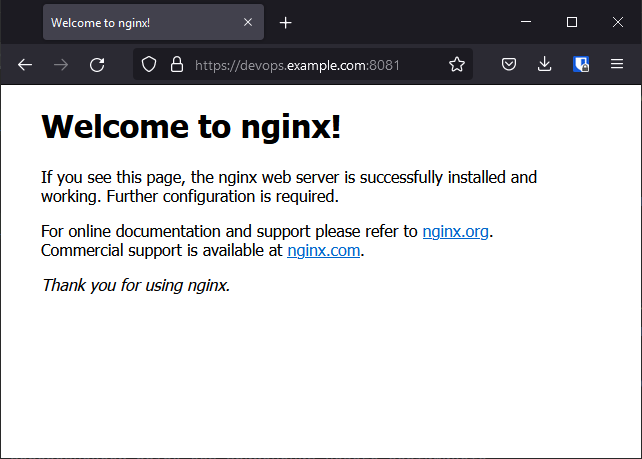 Welcome to nginx!
https://devops.example.com:8081
Welcome to nginx!
If you see this page, the nginx web server is successfully installed and
working. Further configuration is required.
For online documentation and support please refer to nginx.org.
Commercial support is available at nginx.com.
Thank you for using nginx.